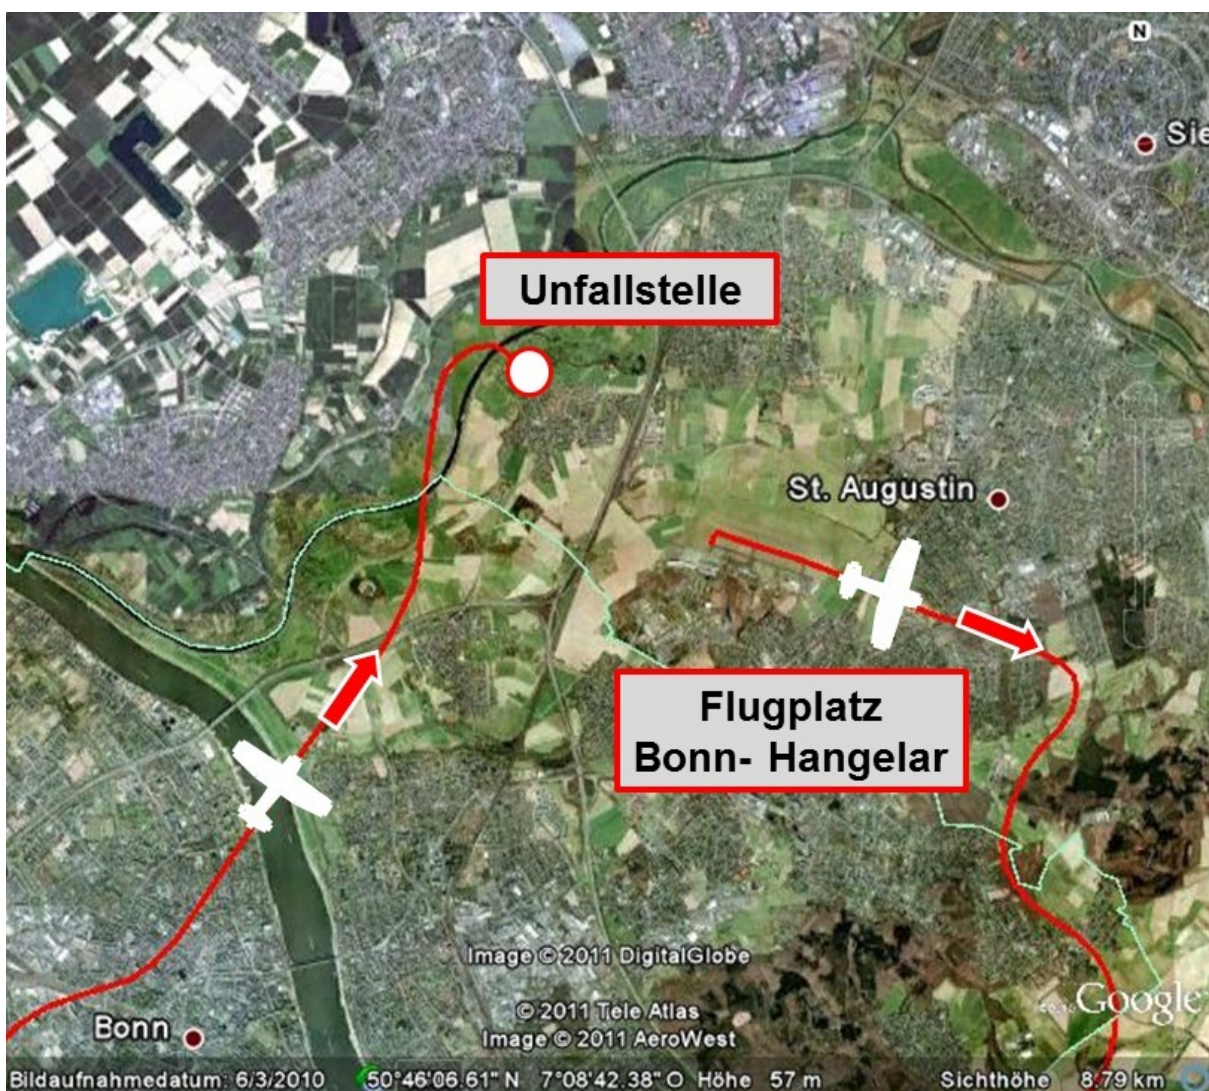 N
Sie
Unfallstelle
St. Augustin
Flugplatz
Bonn- Hangelar
Image © 2011 DigitalGlobe
© 2011 Tele Atlas
Google
Image © 2011 AeroWest
Bonn
Bildaufnahmedatum: 6/3/2010 50°46'06.61" N 7°08'42.38" O Höhe 57 m Sichthöhe 8.79 km